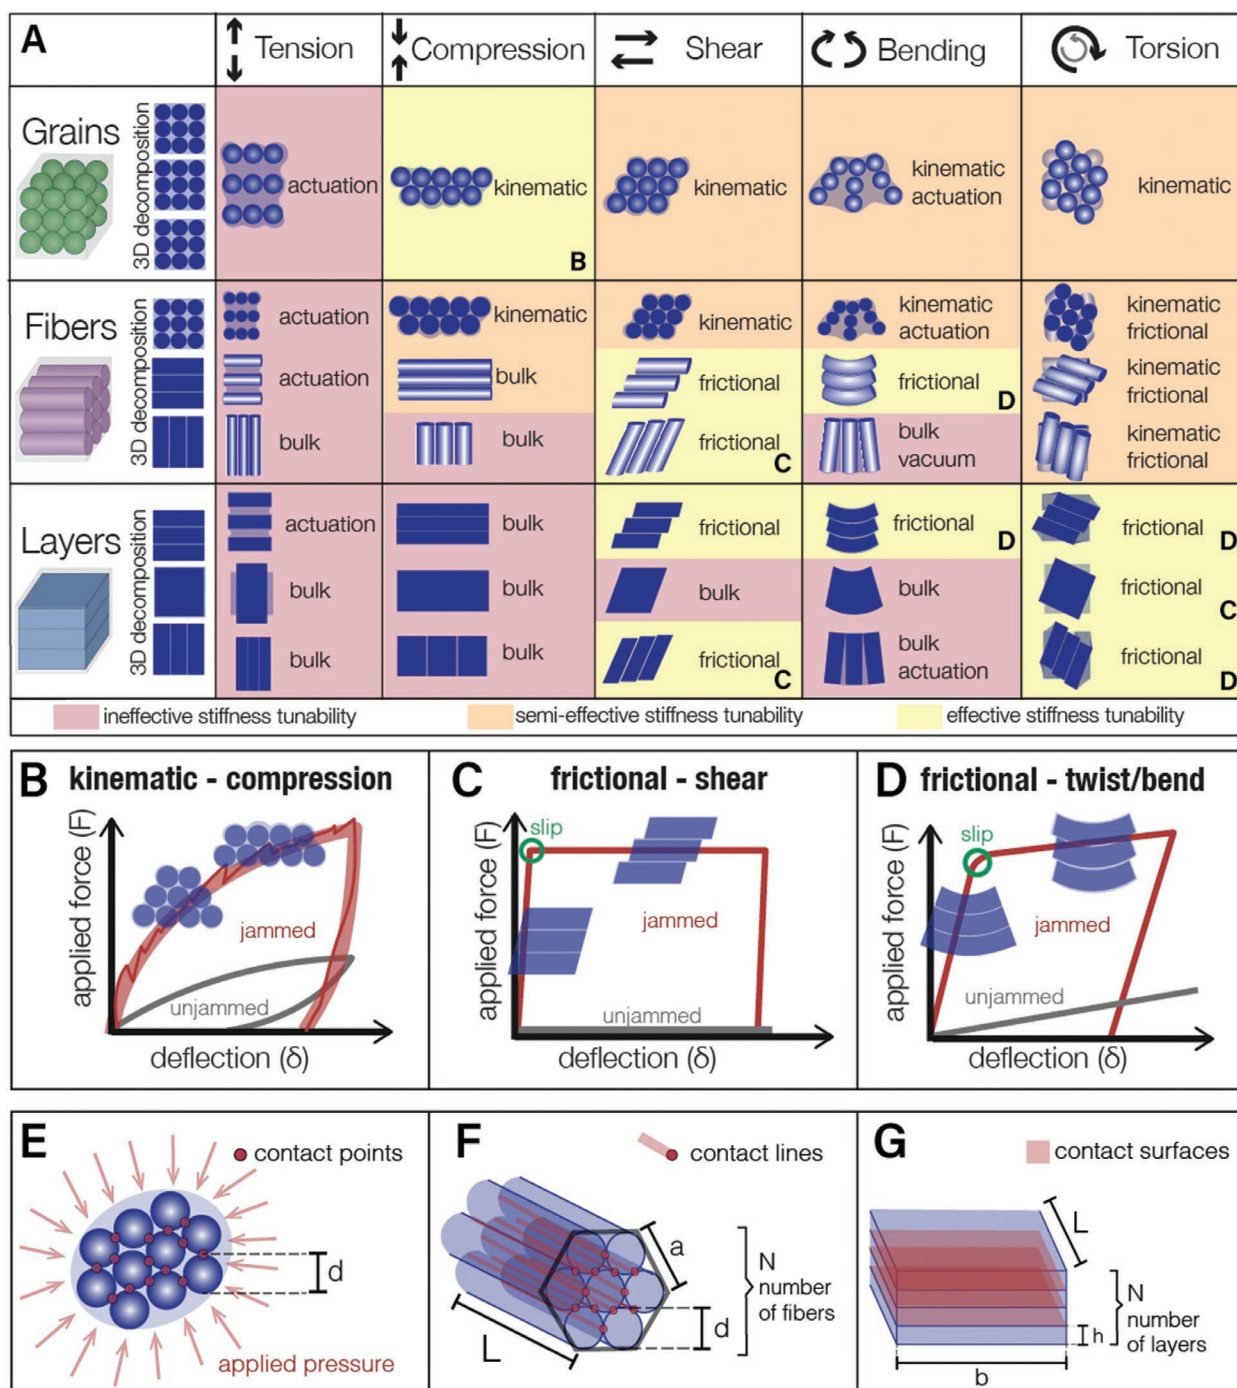 A
Tension
Compression
Shear
Bending
Torsion
Grains
3D decomposition
actuation
kinematic
B
kinematic
kinematic
actuation
kinematic
Fibers
3D decomposition
actuation
kinematic
kinematic
kinematic
actuation
kinematic
frictional
actuation
bulk
frictional
frictional
D
kinematic
frictional
bulk
bulk
frictional
C
bulk
vacuum
kinematic
frictional
Layers
3D decomposition
actuation
bulk
frictional
frictional
D
frictional
D
bulk
bulk
bulk
bulk
frictional
C
bulk
bulk
frictional
C
bulk
actuation
frictional
D
ineffective stiffness tunability
semi-effective stiffness tunability
effective stiffness tunability
B
kinematic - compression
applied force (F)
jammed
unjammed
deflection (δ)
C
frictional - shear
applied force (F)
slip
jammed
unjammed
deflection (δ)
D
frictional - twist/bend
applied force (F)
slip
jammed
unjammed
deflection (δ)
E
contact points
d
applied pressure
F
contact lines
a
N
number
of fibers
d
L
G
contact surfaces
L
N
number
of layers
h
b